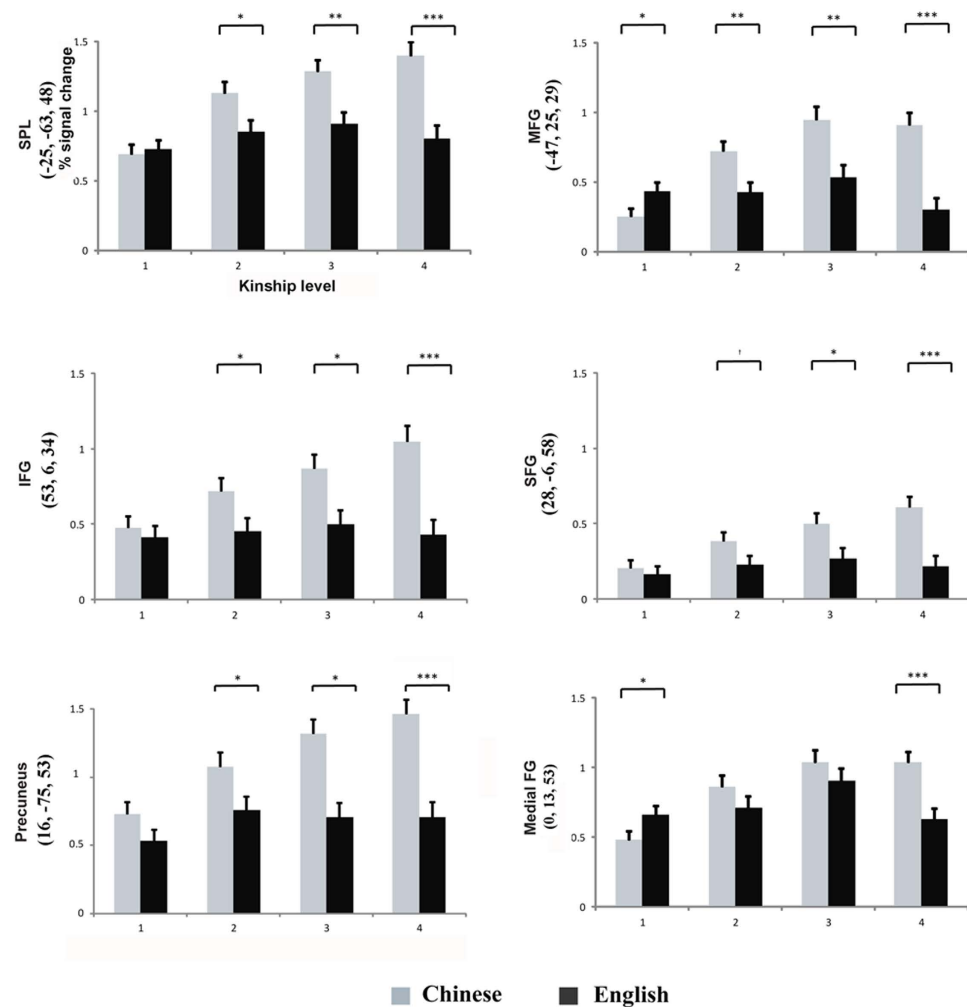 * ** ***
1.5
1
0.5
0
SPL
(-25, -63, 48)
% signal change
1 2 3 4
Kinship level
* ** ** ***
1.5
1
0.5
0
MFG
(-47, 25, 29)
1 2 3 4
* * ***
1.5
1
0.5
0
IFG
(53, 6, 34)
1 2 3 4
† * ***
1.5
1
0.5
0
SFG
(28, -6, 58)
1 2 3 4
* * ***
1.5
1
0.5
0
Precuneus
(16, -75, 53)
1 2 3 4
* ***
1.5
1
0.5
0
Medial FG
(0, 13, 53)
1 2 3 4
Chinese English